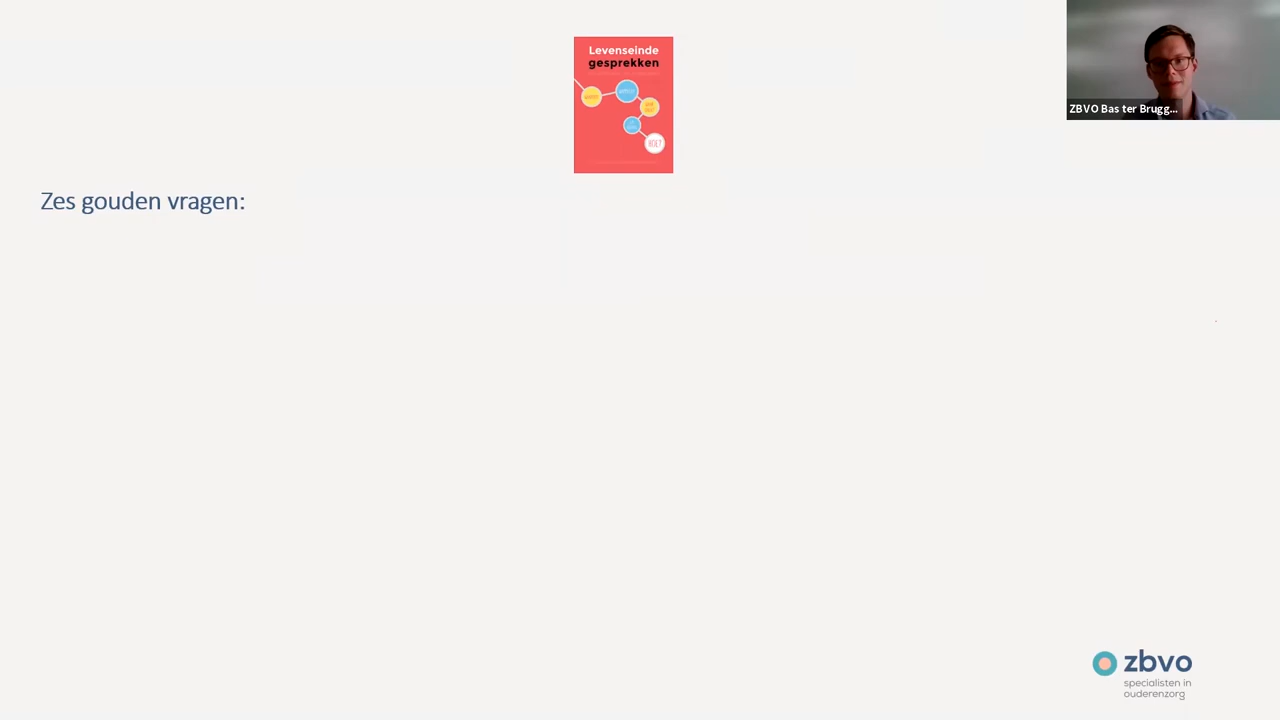 Levenseinde
gesprekken
ZBVO Bas ter Brugg...
Zes gouden vragen:
zbvo
specialisten in
ouderenzorg